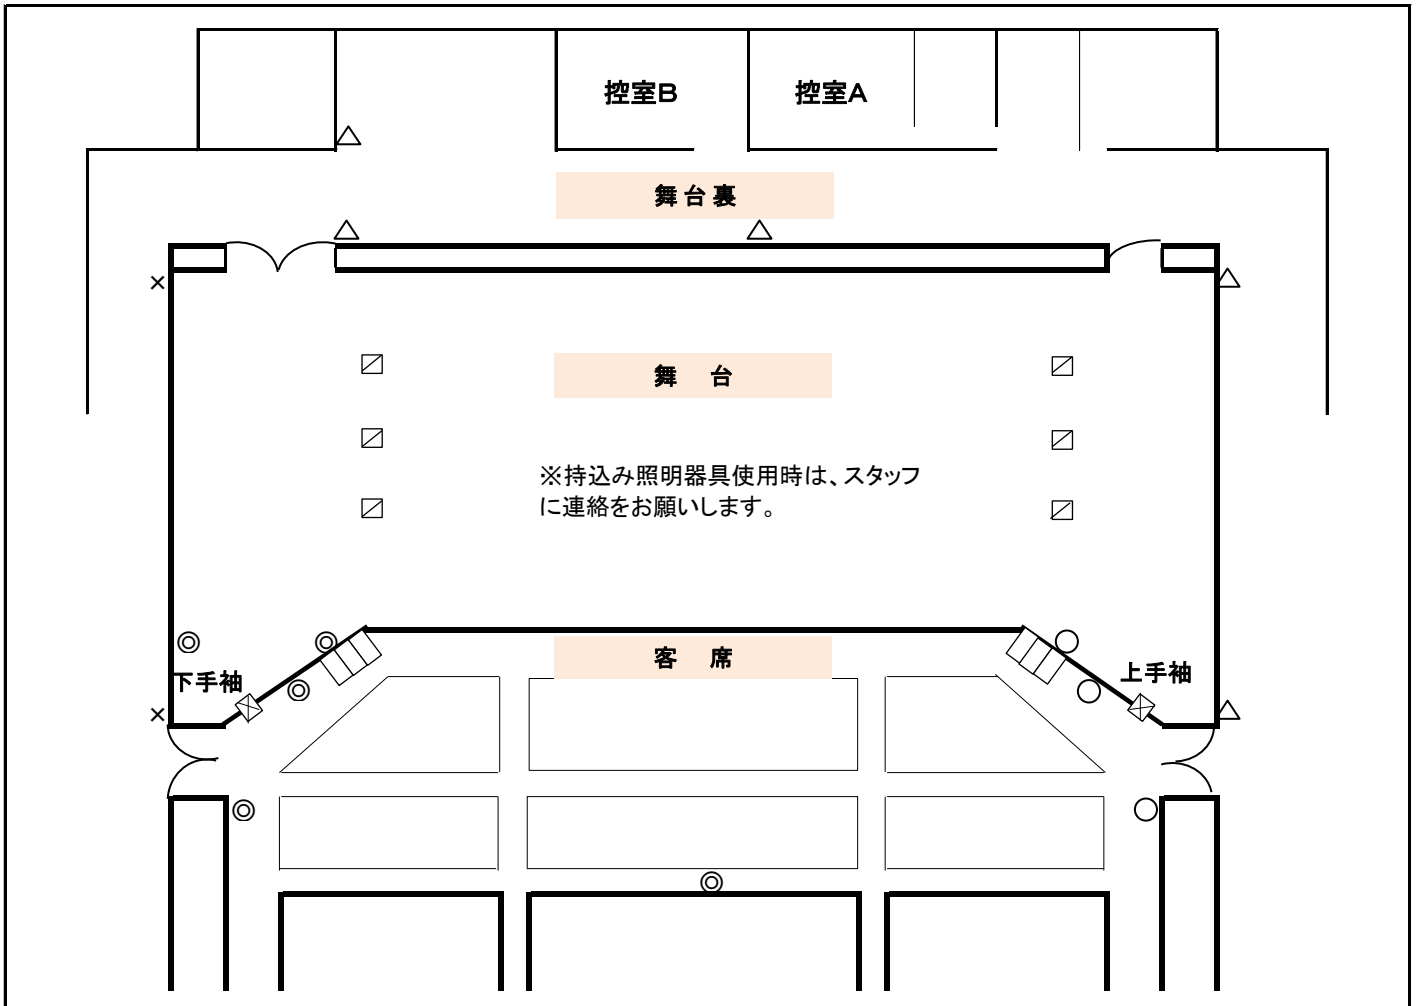 控室B
控室A
舞台裏
舞　台
※持込み照明器具使用時は、スタッフ
に連絡をお願いします。
客　席
下手袖
上手袖